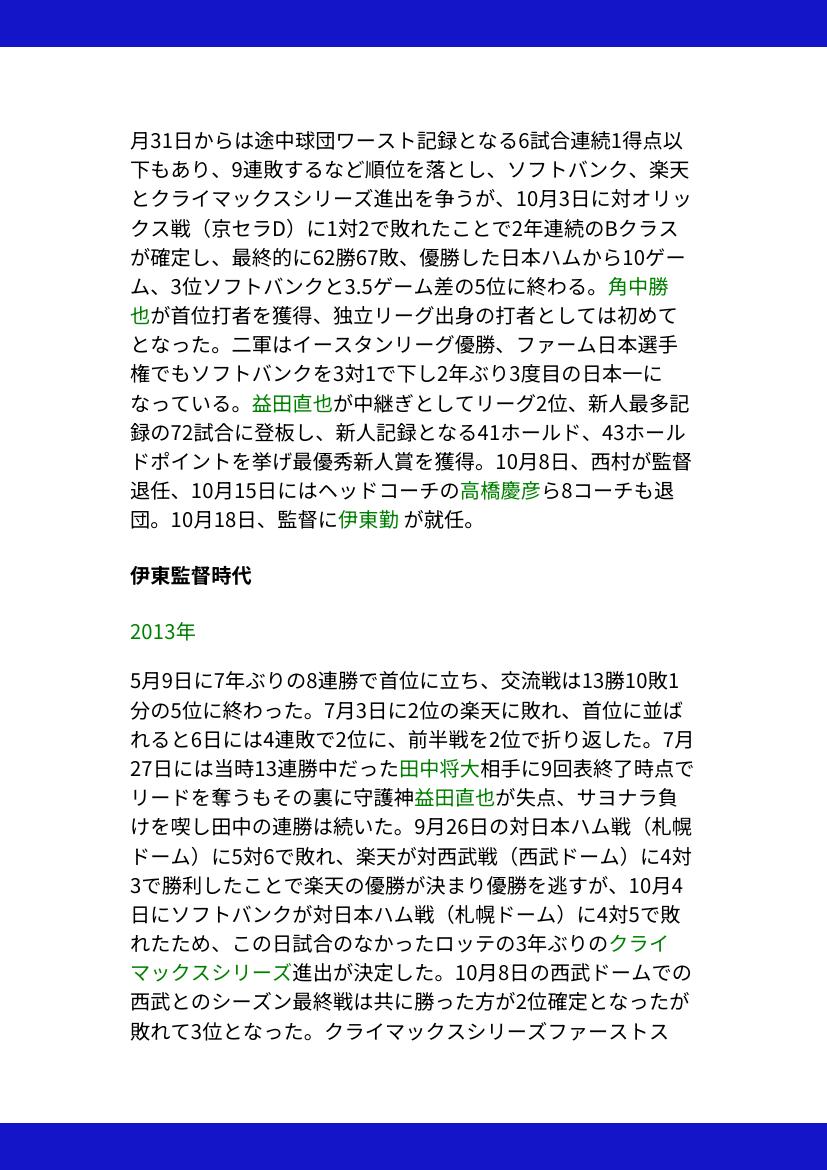 月31日からは途中球団ワースト記録となる6試合連続1得点以
下もあり、9連敗するなど順位を落とし、ソフトバンク、楽天
とクライマックスシリーズ進出を争うが、10月3日に対オリッ
クス戦（京セラD）に1対2で敗れたことで2年連続のBクラス
が確定し、最終的に62勝67敗、優勝した日本ハムから10ゲー
ム、3位ソフトバンクと3.5ゲーム差の5位に終わる。角中勝
也が首位打者を獲得、独立リーグ出身の打者としては初めて
となった。二軍はイースタンリーグ優勝、ファーム日本選手
権でもソフトバンクを3対1で下し2年ぶり3度目の日本一に
なっている。益田直也が中継ぎとしてリーグ2位、新人最多記
録の72試合に登板し、新人記録となる41ホールド、43ホール
ドポイントを挙げ最優秀新人賞を獲得。10月8日、西村が監督
退任、10月15日にはヘッドコーチの高橋慶彦ら8コーチも退
団。10月18日、監督に伊東勤 が就任。
伊東監督時代
2013年
5月9日に7年ぶりの8連勝で首位に立ち、交流戦は13勝10敗1
分の5位に終わった。7月3日に2位の楽天に敗れ、首位に並ば
れると6日には4連敗で2位に、前半戦を2位で折り返した。7月
27日には当時13連勝中だった田中将大相手に9回表終了時点で
リードを奪うもその裏に守護神益田直也が失点、サヨナラ負
けを喫し田中の連勝は続いた。9月26日の対日本ハム戦（札幌
ドーム）に5対6で敗れ、楽天が対西武戦（西武ドーム）に4対
3で勝利したことで楽天の優勝が決まり優勝を逃すが、10月4
日にソフトバンクが対日本ハム戦（札幌ドーム）に4対5で敗
れたため、この日試合のなかったロッテの3年ぶりのクライ
マックスシリーズ進出が決定した。10月8日の西武ドームでの
西武とのシーズン最終戦は共に勝った方が2位確定となったが
敗れて3位となった。クライマックスシリーズファーストス